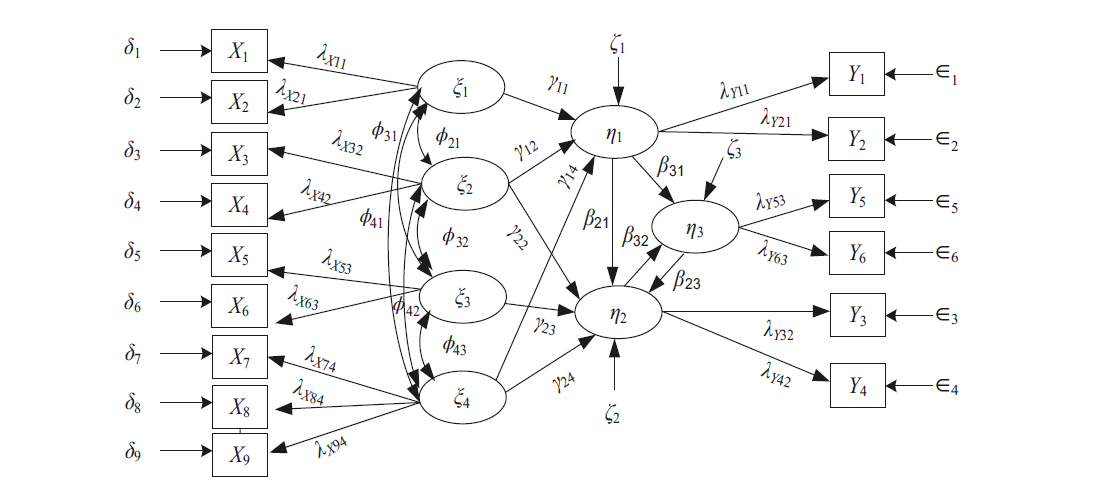 δ1 X1 λX11
δ2 X2 λX21
δ3 X3 λX32
δ4 X4 λX42
δ5 X5 λX53
δ6 X6 λX63
δ7 X7 λX74
δ8 X8 λX84
δ9 X9 λX94
ξ1
ξ2
ξ3
ξ4
ϕ31 ϕ21
ϕ41 ϕ32
ϕ42 ϕ43
γ11
γ12
γ14
γ22
γ23
γ24
ζ1
η1
ζ3
β31
β21 β32 η3
β23
η2
ζ2
λY11 Y1 ∈1
λY21 Y2 ∈2
λY53 Y5 ∈5
λY63 Y6 ∈6
λY32 Y3 ∈3
λY42 Y4 ∈4